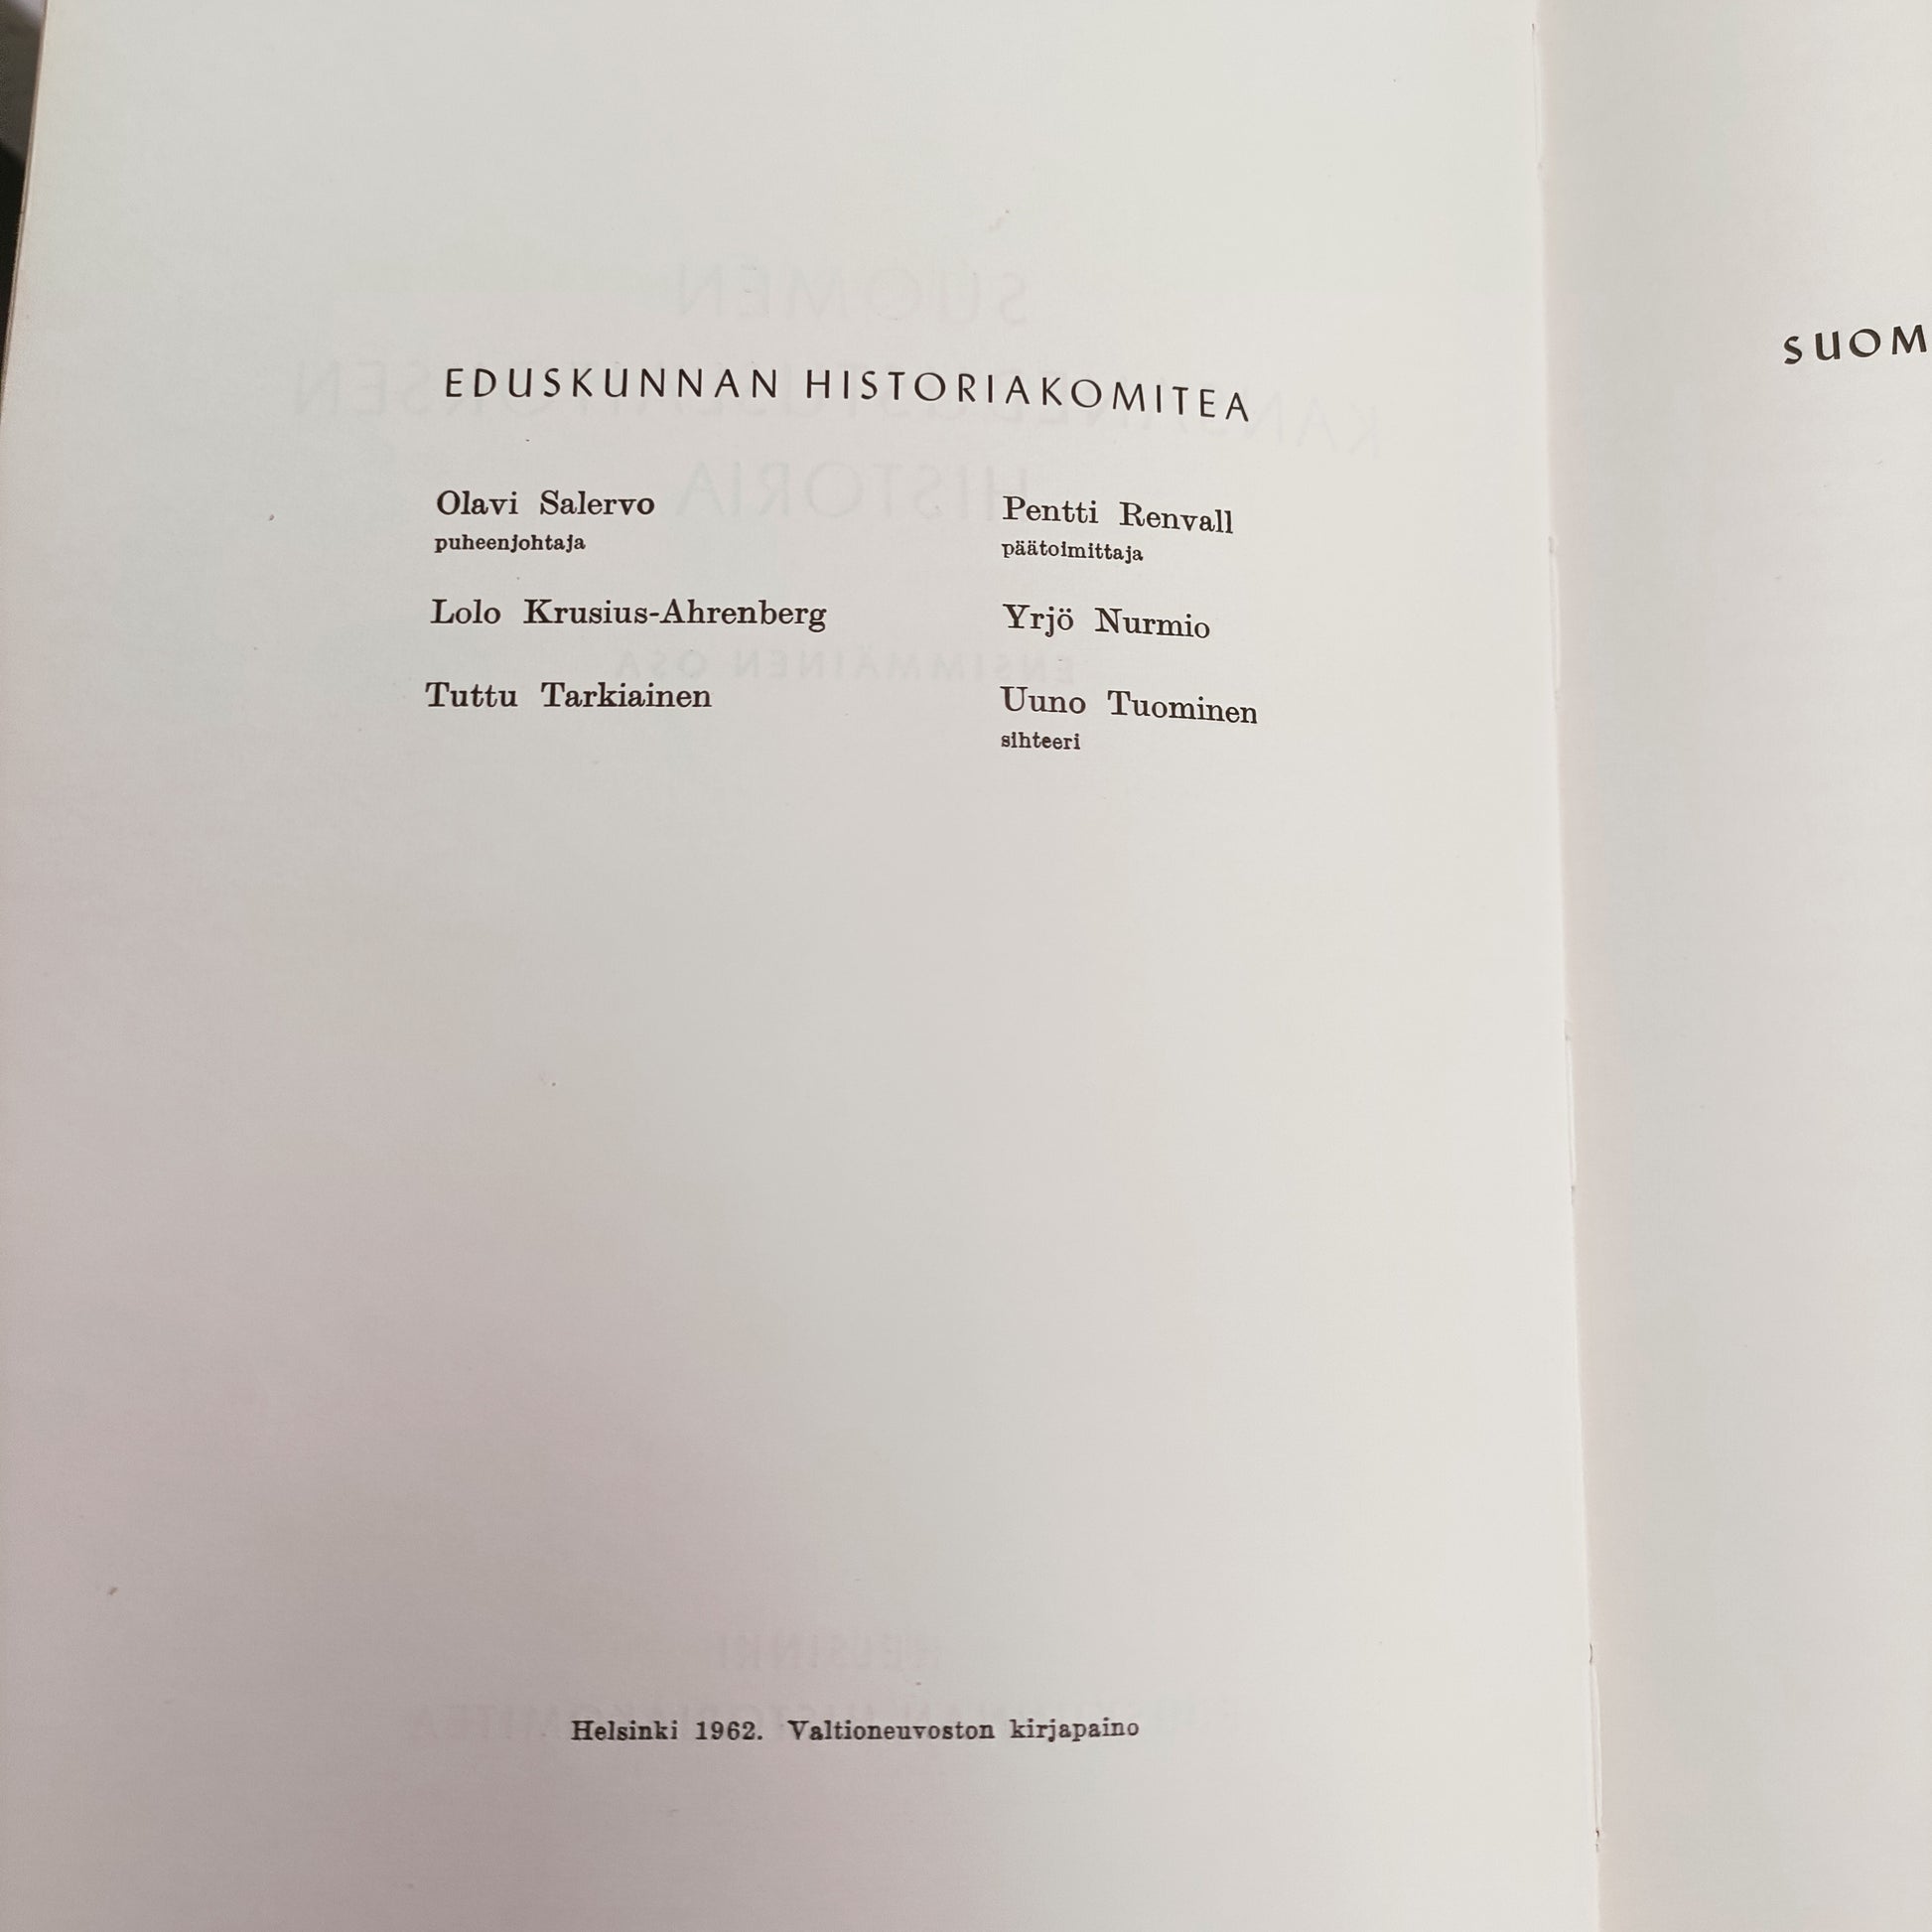 EDUSKUNNAN HISTORIAKOMITEA
Olavi Salervo
puheenjohtaja
Lolo Krusius-Ahrenberg
Tuttu Tarkiainen
Pentti Renvall
päätoimittaja
Yrjö Nurmio
Uuno Tuominen
sihteeri
Helsinki 1962. Valtioneuvoston kirjapaino
SUOM